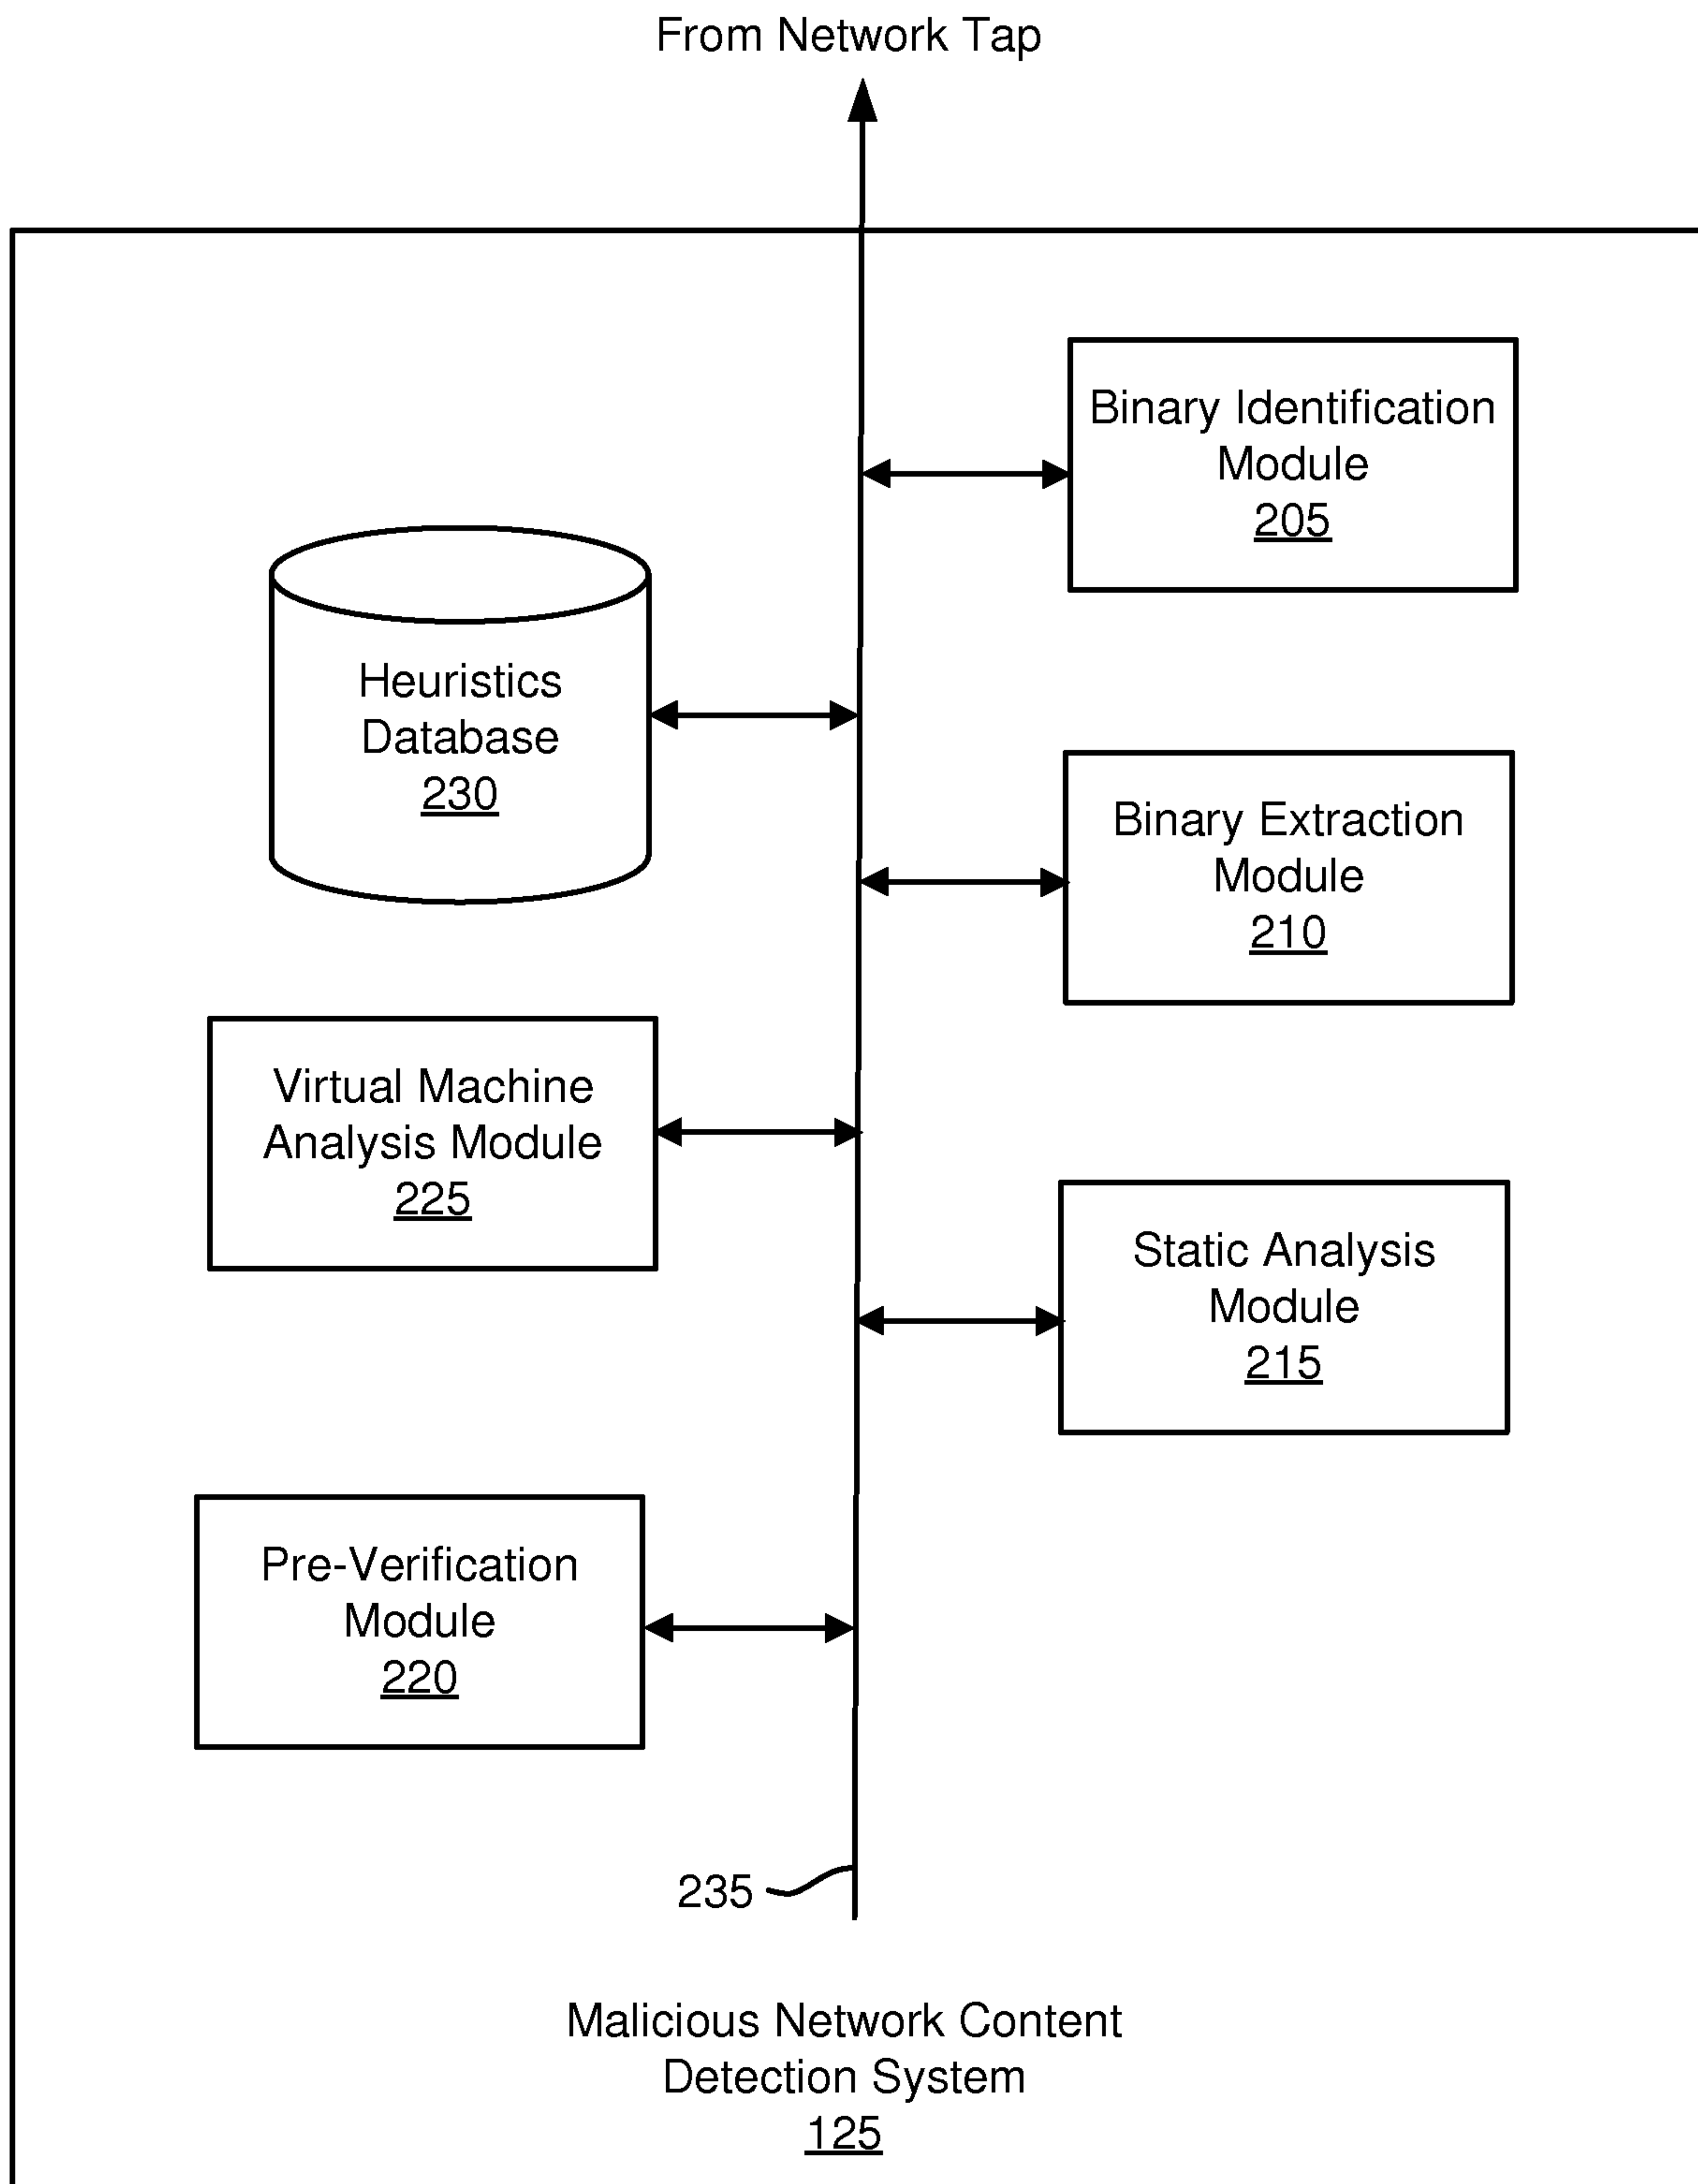 From Network Tap
Binary Identification
Module
205
Heuristics
Database
230
Binary Extraction
Module
210
Virtual Machine
Analysis Module
225
Static Analysis
Module
215
Pre-Verification
Module
220
235
Malicious Network Content
Detection System
125